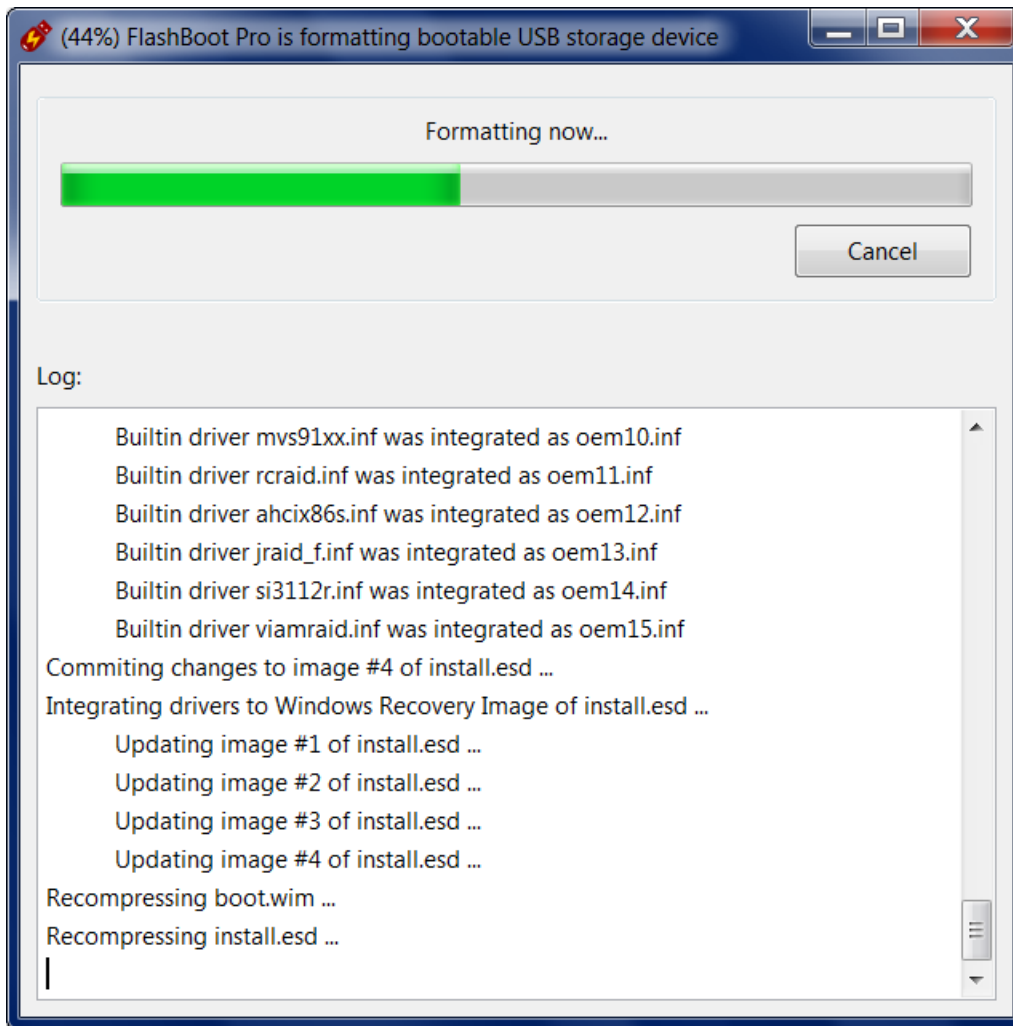 (44%) FlashBoot Pro is formatting bootable USB storage device
Formatting now...
Cancel
Log:
Builtin driver mvs91xx.inf was integrated as oem10.inf
Builtin driver rcraid.inf was integrated as oem11.inf
Builtin driver ahcix86s.inf was integrated as oem12.inf
Builtin driver jraid_f.inf was integrated as oem13.inf
Builtin driver si3112r.inf was integrated as oem14.inf
Builtin driver viamraid.inf was integrated as oem15.inf
Commiting changes to image #4 of install.esd ...
Integrating drivers to Windows Recovery Image of install.esd ...
Updating image #1 of install.esd ...
Updating image #2 of install.esd ...
Updating image #3 of install.esd ...
Updating image #4 of install.esd ...
Recompressing boot.wim ...
Recompressing install.esd ...